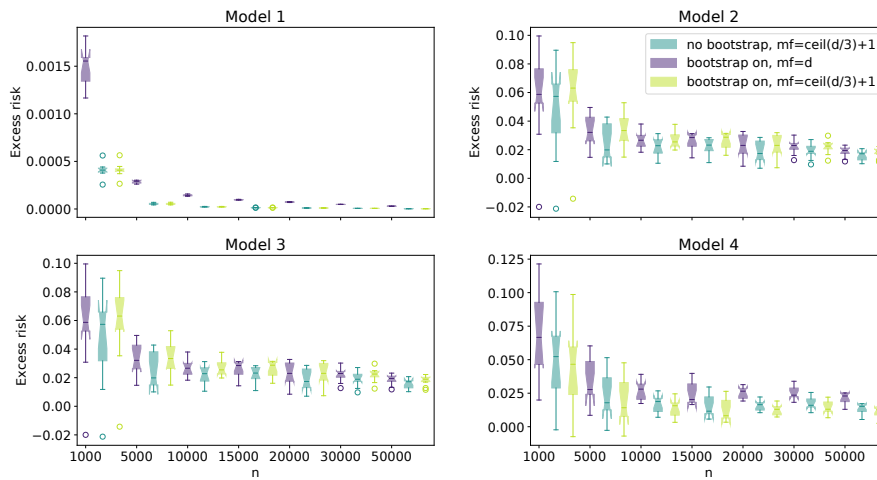 Model 1
Excess risk
0.0015
0.0010
0.0005
0.0000
Model 2
Excess risk
0.10
0.08
0.06
0.04
0.02
0.00
−0.02
no bootstrap, mf=ceil(d/3)+1
bootstrap on, mf=d
bootstrap on, mf=ceil(d/3)+1
Model 3
Excess risk
0.10
0.08
0.06
0.04
0.02
0.00
−0.02
1000 5000 10000 15000 20000 30000 50000
n
Model 4
Excess risk
0.125
0.100
0.075
0.050
0.025
0.000
1000 5000 10000 15000 20000 30000 50000
n